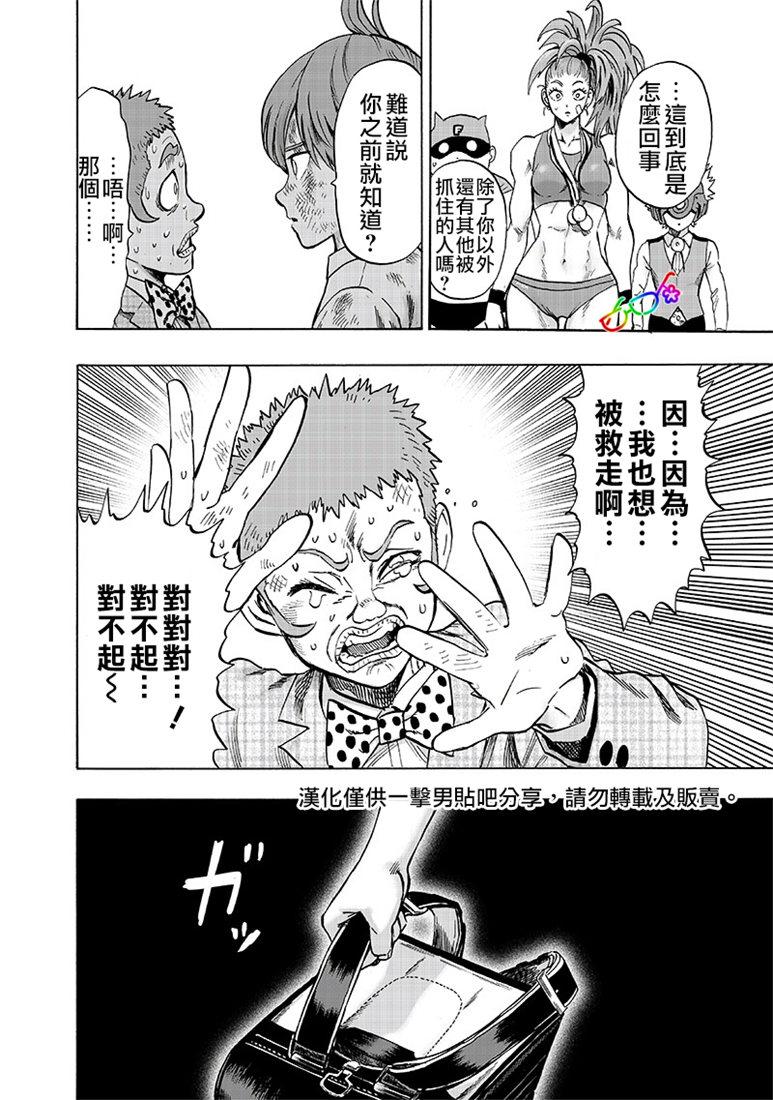 …這到底是
怎麼回事
除了你以外
還有其他被
抓住的人嗎？
F
難道說
你之前就知道？
…唔…啊…
那個……
因…因為…
…我也想…
被救走啊…
對對對…！
對不起…
對不起～
漢化僅供一擊男貼吧分享，請勿轉載及販賣。
ガッ